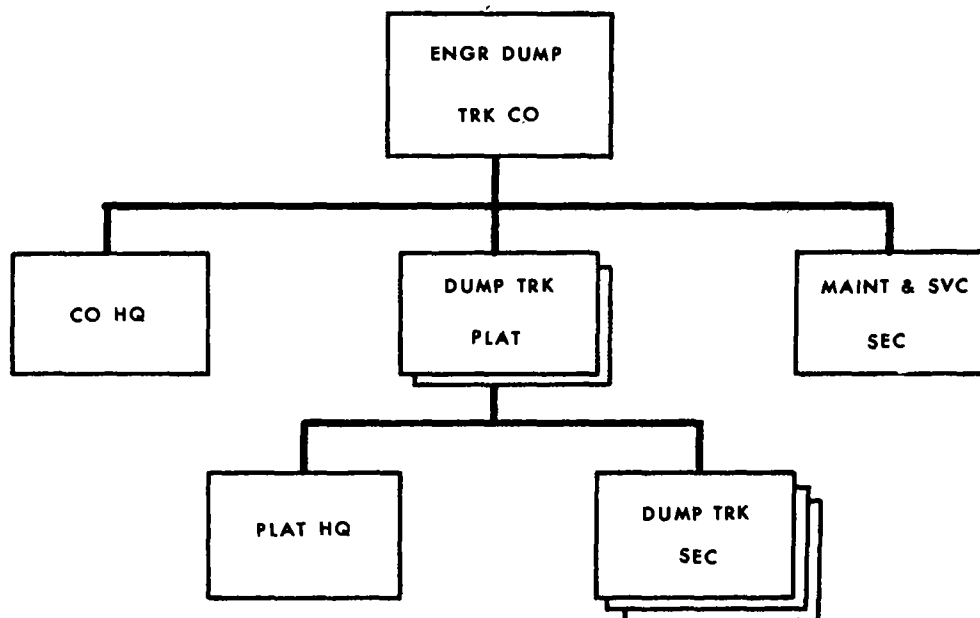 ENGR DUMP
TRK CO
CO HQ
DUMP TRK
PLAT
MAINT & SVC
SEC
PLAT HQ
DUMP TRK
SEC